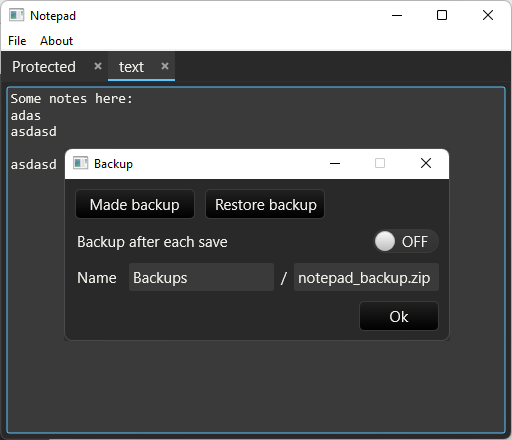 Notepad
File About
Protected × text ×
Some notes here:
adas
asdasd
asdasd
Backup
Made backup Restore backup
Backup after each save OFF
Name Backups / notepad_backup.zip
Ok